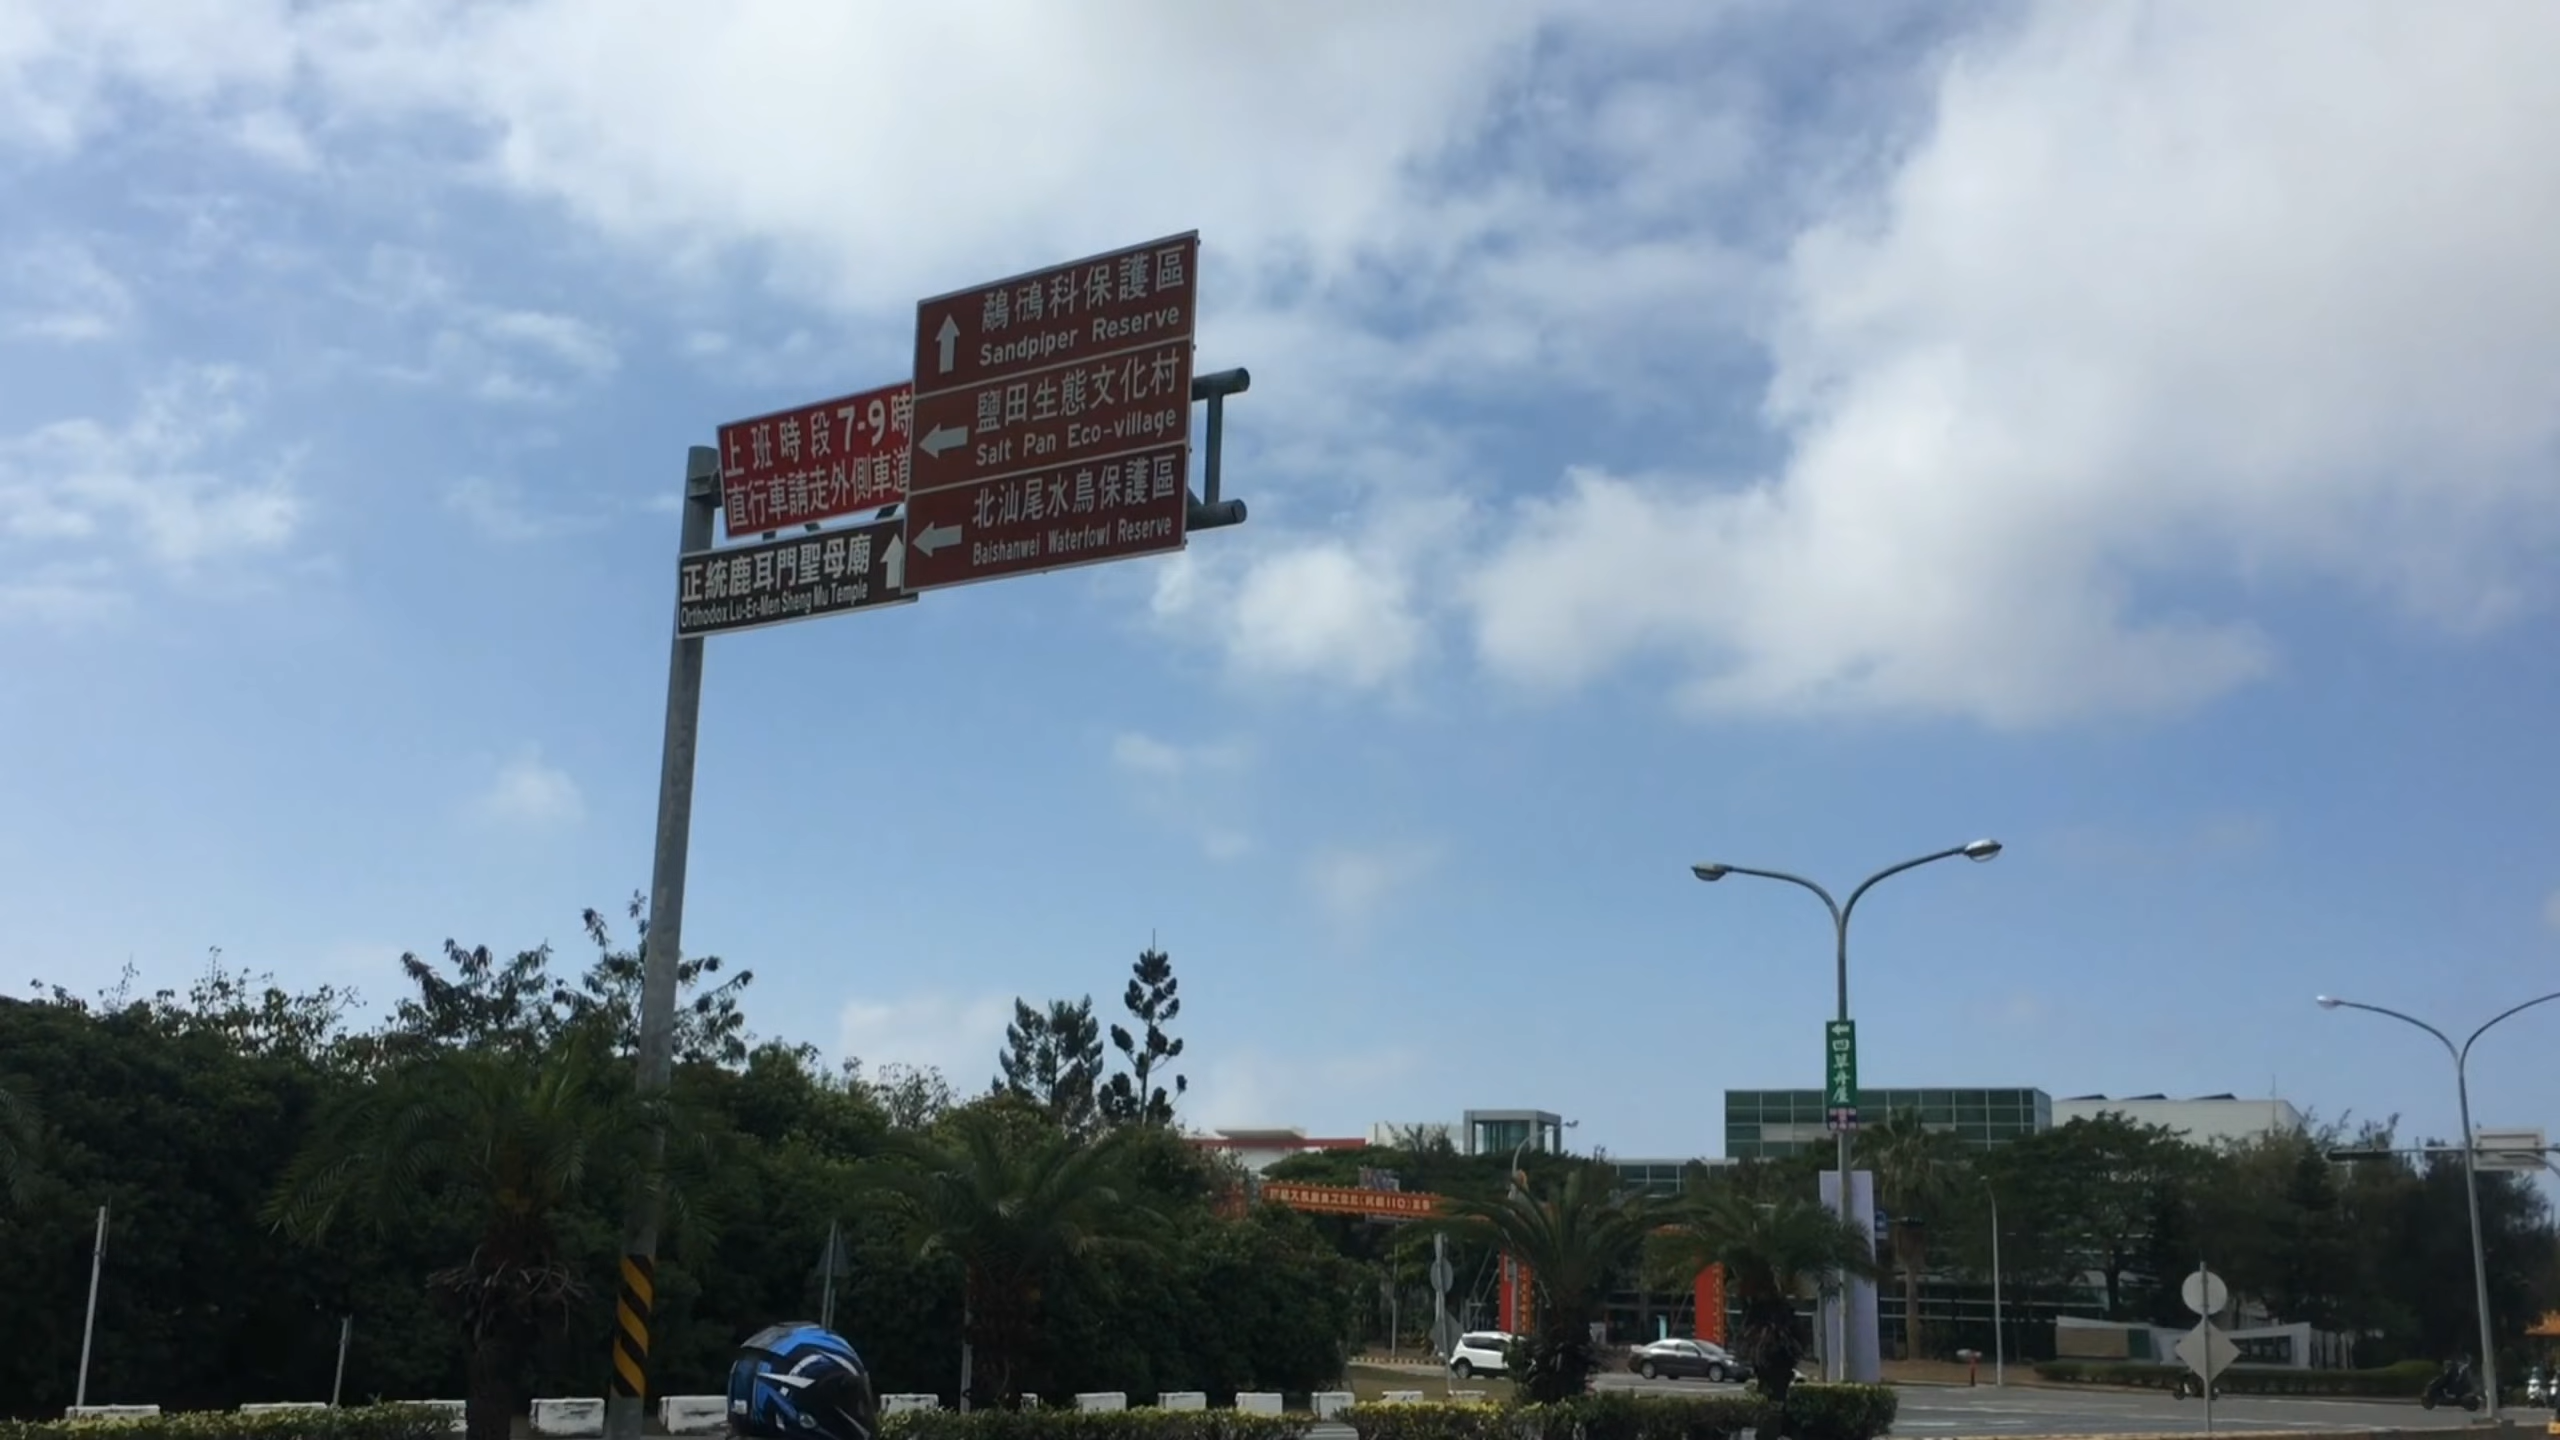 鷸鴴科保護區
Sandpiper Reserve
鹽田生態文化村
Salt Pan Eco-village
北汕尾水鳥保護區
Baishanwei Waterfowl Reserve
上班時段7-9時
直行車請走外側車道
正統鹿耳門聖母廟
Orthodox Lu-Er-Men Sheng Mu Temple
四草舟屋